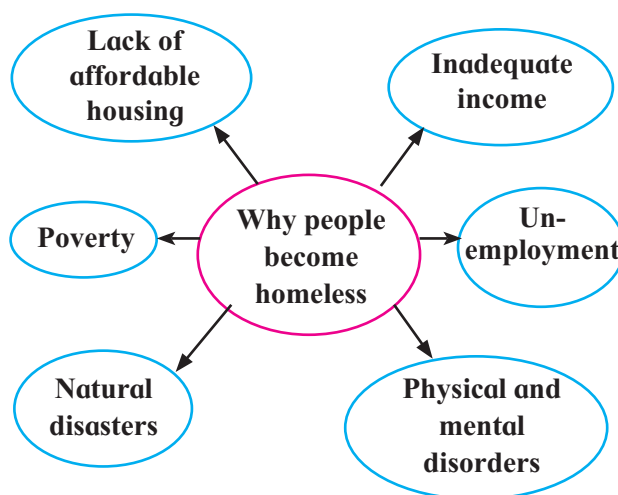 Lack of
affordable
housing
Inadequate
income
Why people
become
homeless
Poverty
Un-
employment
Natural
disasters
Physical and
mental
disorders